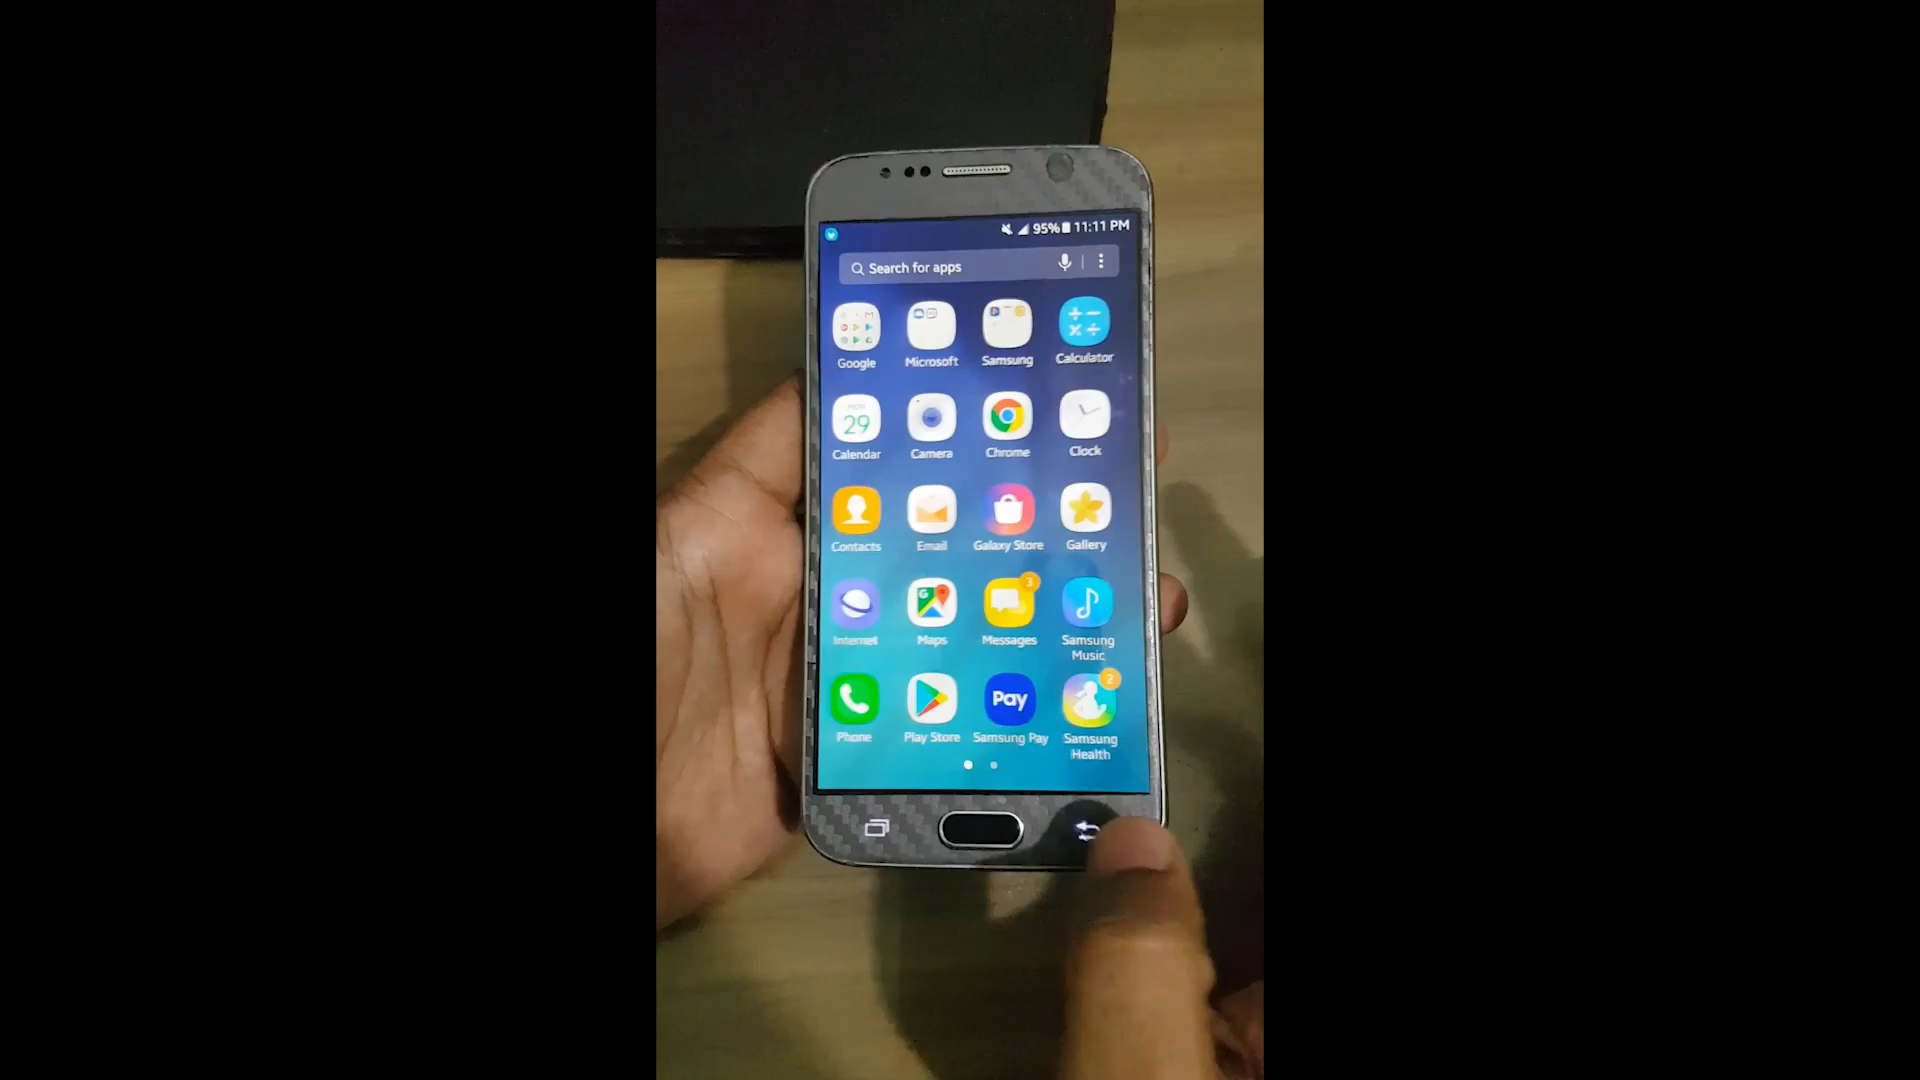 95% 11:11 PM
Search for apps
Google Microsoft Samsung Calculator
MON
29
Calendar Camera Chrome Clock
Contacts Email Galaxy Store Gallery
3
Internet Maps Messages Samsung Music
Pay
2
Phone Play Store Samsung Pay Samsung Health